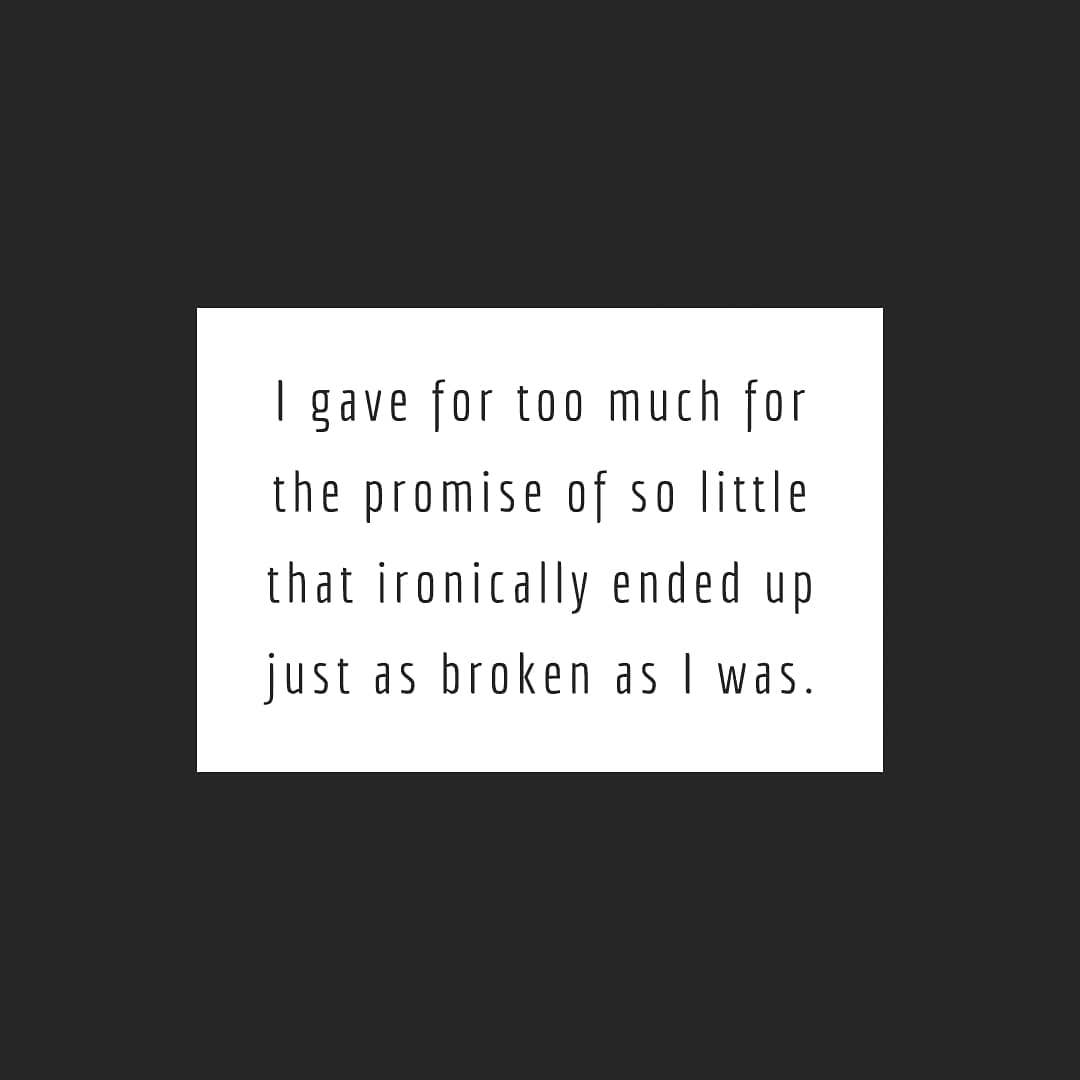 I gave for too much for
the promise of so little
that ironically ended up
just as broken as I was.